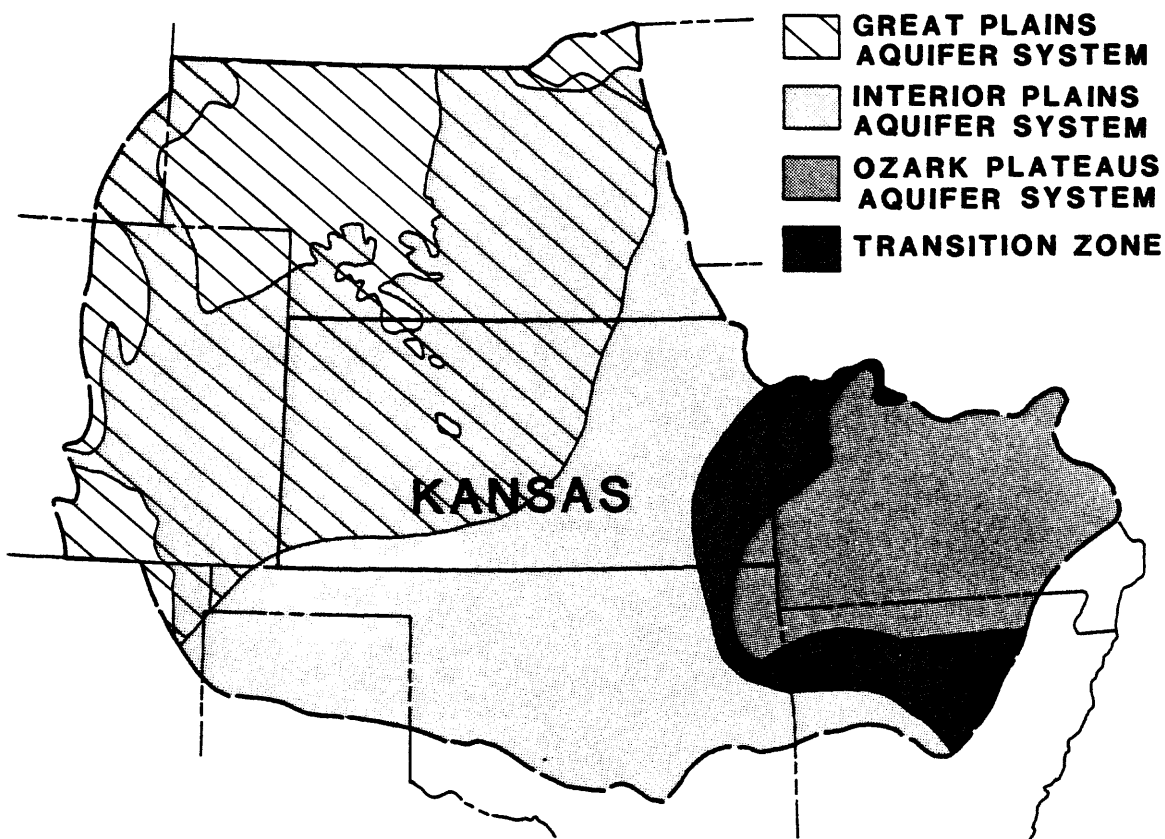 GREAT PLAINS
AQUIFER SYSTEM
INTERIOR PLAINS
AQUIFER SYSTEM
OZARK PLATEAUS
AQUIFER SYSTEM
TRANSITION ZONE
KANSAS